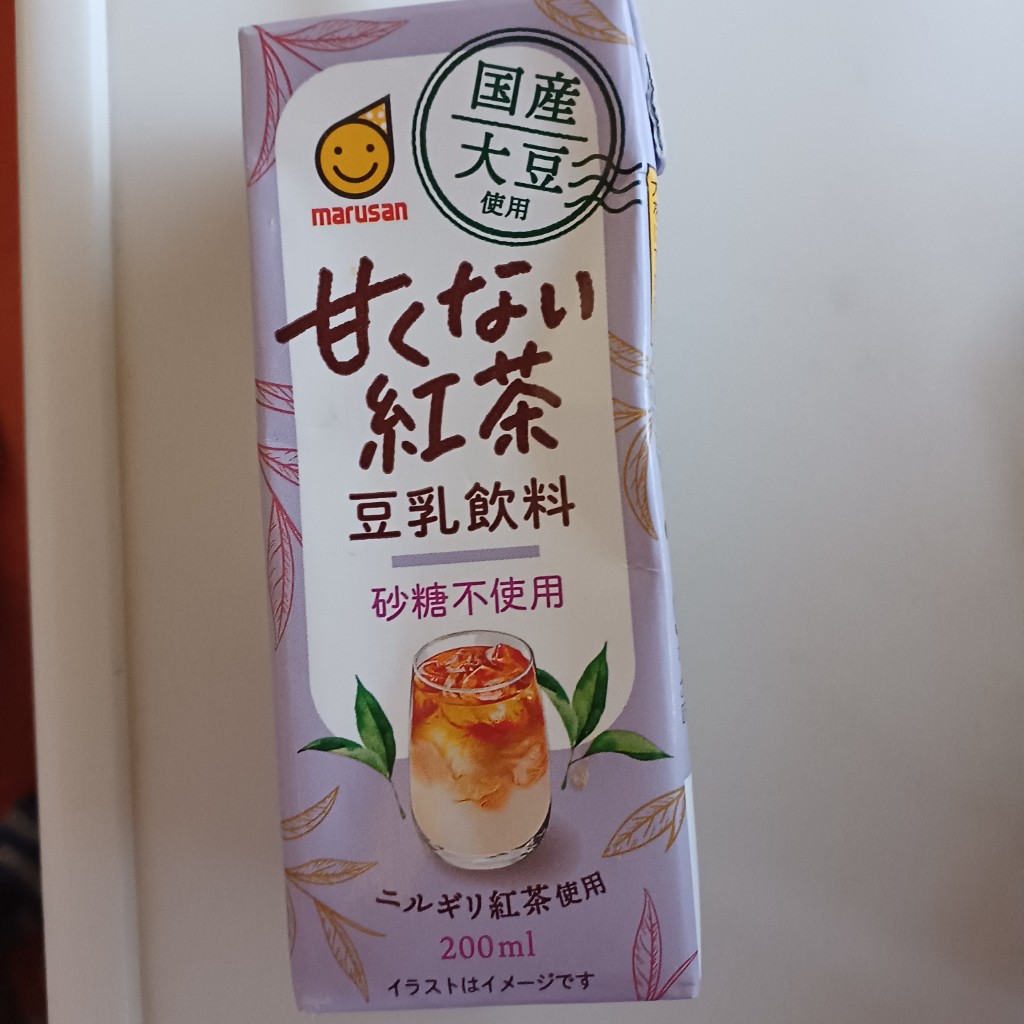 国産
大豆
使用
marusan
甘くない
紅茶
豆乳飲料
砂糖不使用
ニルギリ紅茶使用
200ml
イラストはイメージです